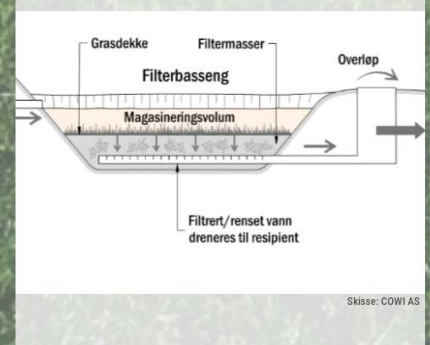 Grasdekke
Filtermasser
Overløp
Filterbasseng
Magasineringsvolum
Filtrert/renset vann
dreneres til resipient
Skisse: COWI AS